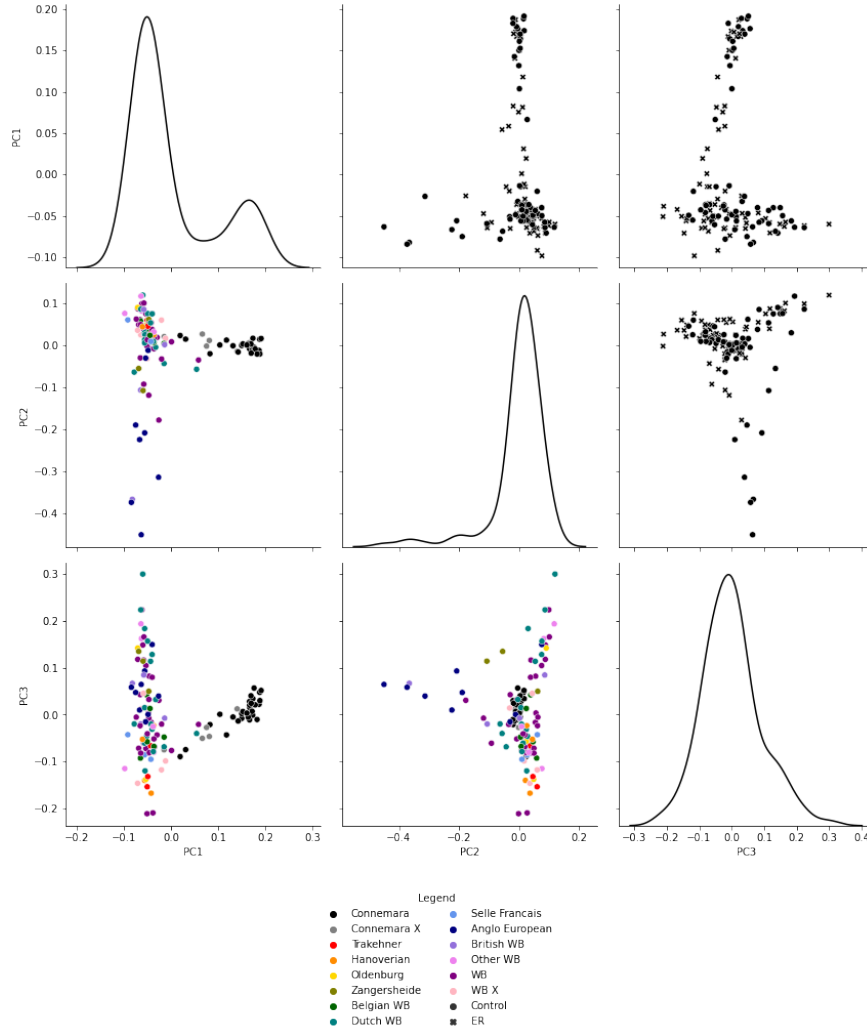 0.20
0.15
0.10
0.05
0.00
−0.05
−0.10
PC1
0.1
0.0
−0.1
−0.2
−0.3
−0.4
PC2
0.3
0.2
0.1
0.0
−0.1
−0.2
PC3
−0.2 −0.1 0.0 0.1 0.2 0.3
PC1
−0.4 −0.2 0.0
PC2
−0.3 −0.2 −0.1 0.0 0.1 0.2 0.3 0.4
PC3
Legend
Connemara
Connemara X
Trakehner
Hanoverian
Oldenburg
Zangersheide
Belgian WB
Dutch WB
Selle Francais
Anglo European
British WB
Other WB
WB
WB X
Control
ER